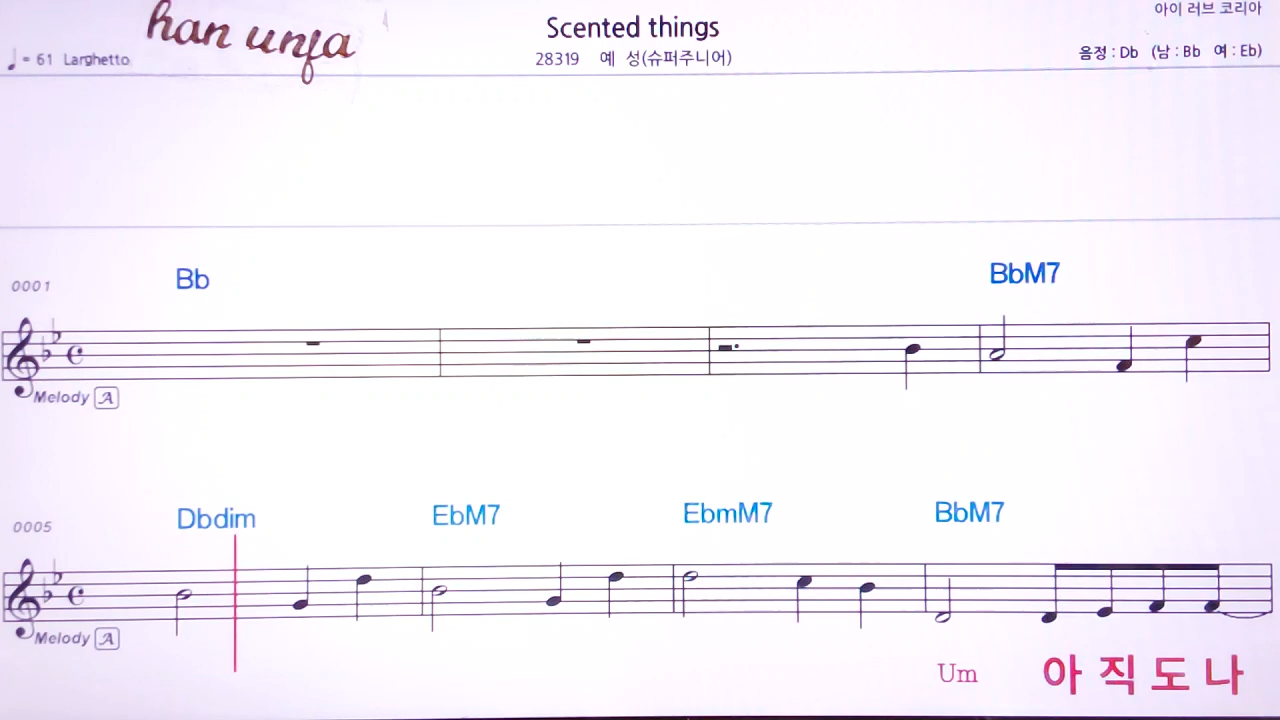 han unja
Scented things
아이 러브 코리아
♩ = 61 Larghetto
28319 예 성(슈퍼주니어)
음정 : Db (남 : Bb 여 : Eb)
0001
Bb BbM7
Melody A
0005
Dbdim EbM7 EbmM7 BbM7
Melody A
Um 아 직 도 나